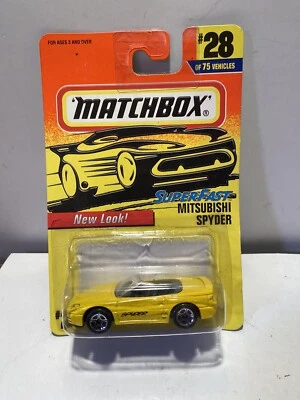 FOR AGES 3 AND OVER
#28
OF 75 VEHICLES
"MATCHBOX"®
SUPERFAST
MITSUBISHI
SPYDER
New Look!
SPYDER